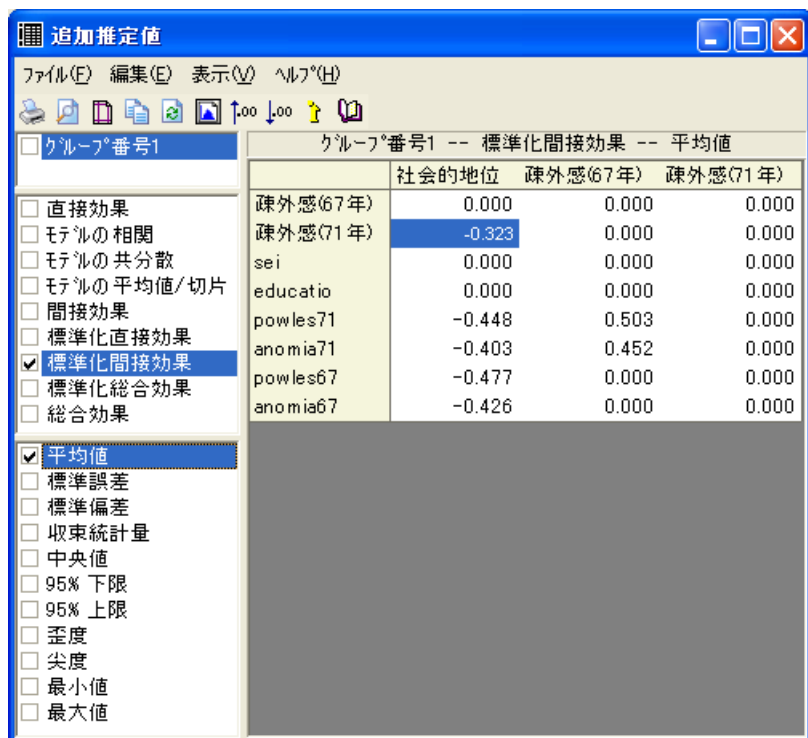 追加推定値
ファイル(F) 編集(E) 表示(V) ヘルプ(H)
グループ番号1
直接効果
モデルの相関
モデルの共分散
モデルの平均値/切片
間接効果
標準化直接効果
標準化間接効果
標準化総合効果
総合効果
平均値
標準誤差
標準偏差
収束統計量
中央値
95% 下限
95% 上限
歪度
尖度
最小値
最大値
グループ番号1 -- 標準化間接効果 -- 平均値
社会的地位 疎外感(67年) 疎外感(71年)
疎外感(67年) 0.000 0.000 0.000
疎外感(71年) -0.323 0.000 0.000
sei 0.000 0.000 0.000
educatio 0.000 0.000 0.000
powles71 -0.448 0.503 0.000
anomia71 -0.403 0.452 0.000
powles67 -0.477 0.000 0.000
anomia67 -0.426 0.000 0.000